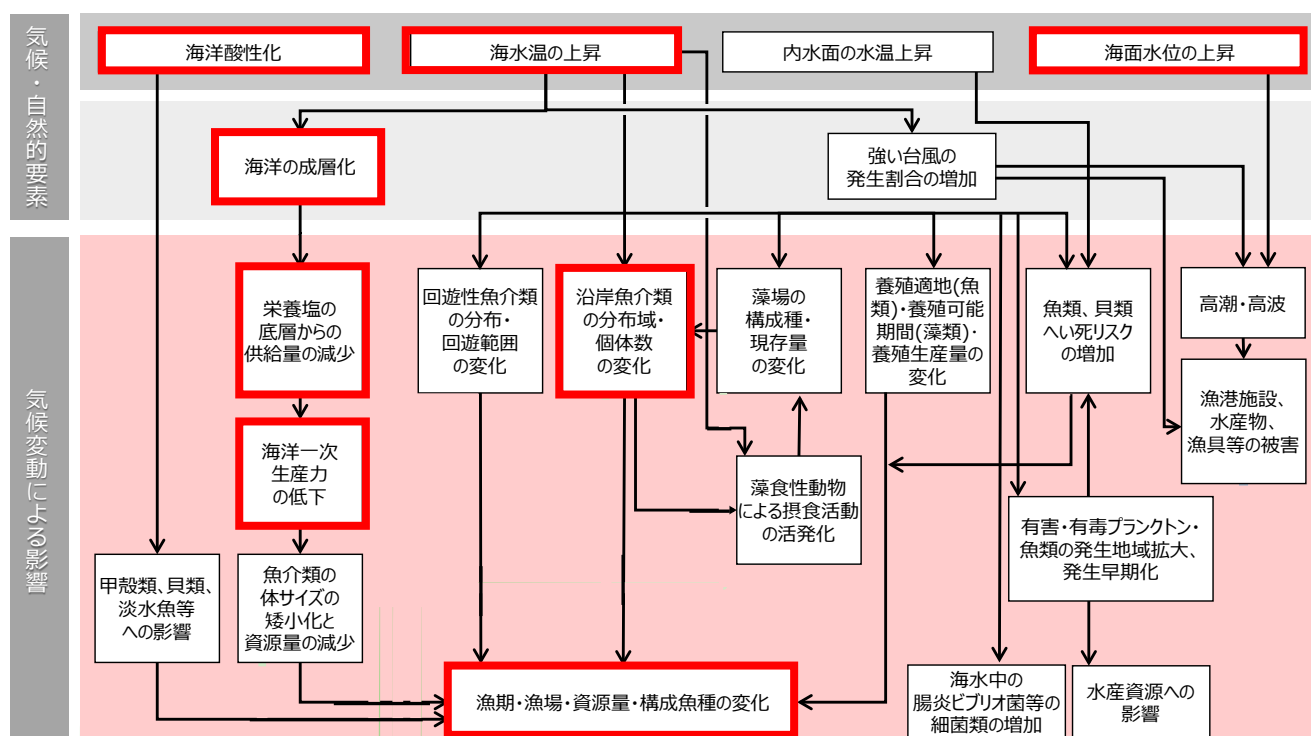 気候・自然的要素
海洋酸性化
海水温の上昇
内水面の水温上昇
海面水位の上昇
海洋の成層化
強い台風の
発生割合の増加
気候変動による影響
栄養塩の
底層からの
供給量の減少
回遊性魚介類
の分布・
回遊範囲
の変化
沿岸魚介類
の分布域・
個体数
の変化
藻場の
構成種・
現存量
の変化
養殖適地(魚
類)・養殖可能
期間(藻類)・
養殖生産量の
変化
魚類、貝類
へい死リスク
の増加
高潮・高波
漁港施設、
水産物、
漁具等の被害
海洋一次
生産力
の低下
藻食性動物
による摂食活動
の活発化
有害・有毒プランクトン・
魚類の発生地域拡大、
発生早期化
甲殻類、貝類、
淡水魚等
への影響
魚介類の
体サイズの
矮小化と
資源量の減少
漁期・漁場・資源量・構成魚種の変化
海水中の
腸炎ビブリオ菌等の
細菌類の増加
水産資源への
影響